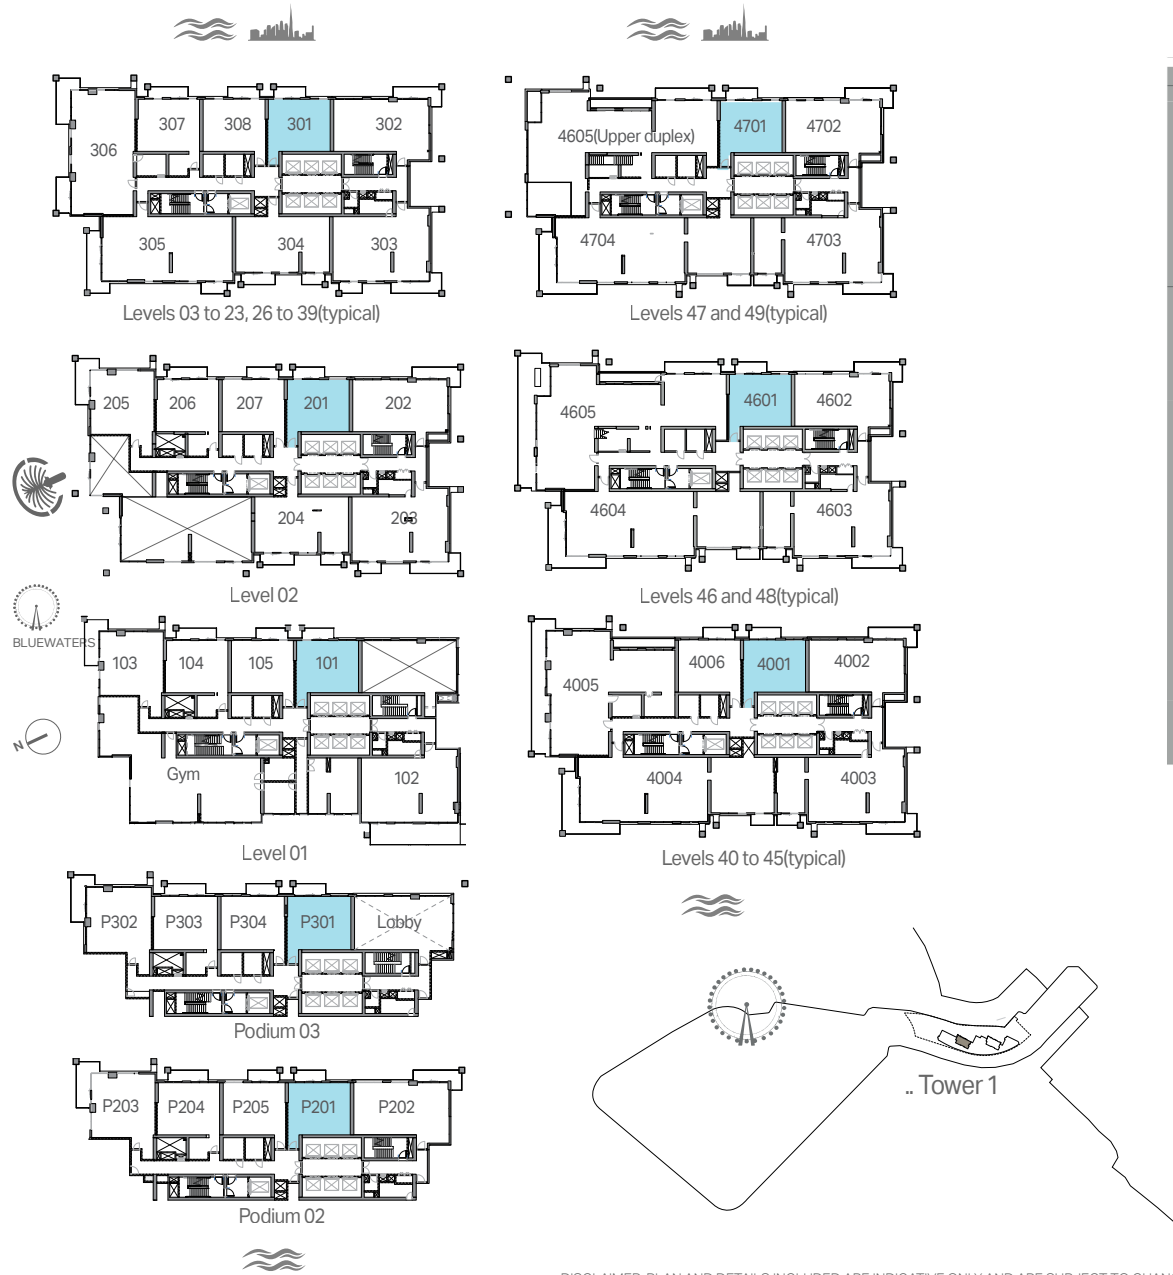 307
308
301
302
306
305
304
303
Levels 03 to 23, 26 to 39(typical)
4605(Upper duplex)
4701
4702
4704
4703
Levels 47 and 49(typical)
205
206
207
201
202
204
203
Level 02
4605
4601
4602
4604
4603
Levels 46 and 48(typical)
BLUEWATERS
N
103
104
105
101
Gym
102
Level 01
4005
4006
4001
4002
4004
4003
Levels 40 to 45(typical)
P302
P303
P304
P301
Lobby
Podium 03
P203
P204
P205
P201
P202
Podium 02
.. Tower 1